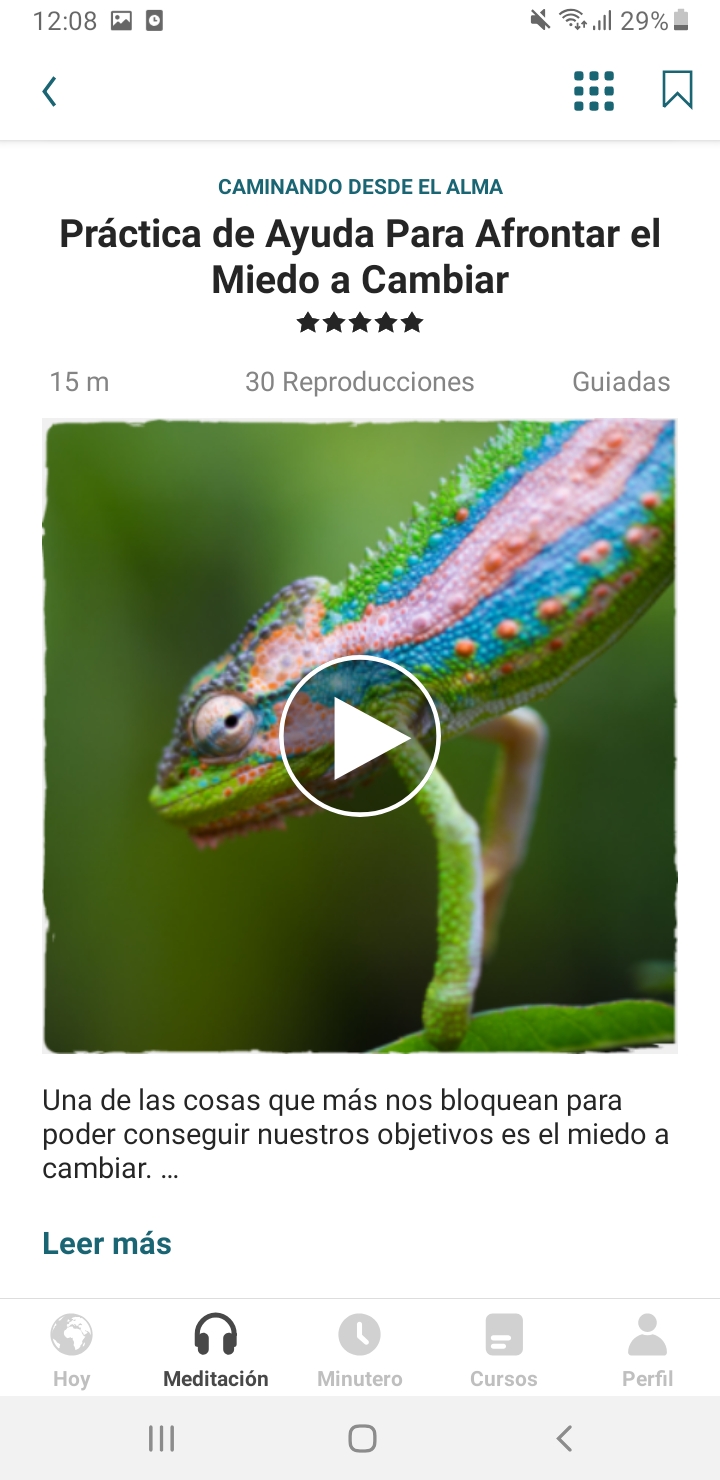 12:08
29%
CAMINANDO DESDE EL ALMA
Práctica de Ayuda Para Afrontar el
Miedo a Cambiar
15 m
30 Reproducciones
Guiadas
Una de las cosas que más nos bloquean para
poder conseguir nuestros objetivos es el miedo a
cambiar. ...
Leer más
Hoy
Meditación
Minutero
Cursos
Perfil